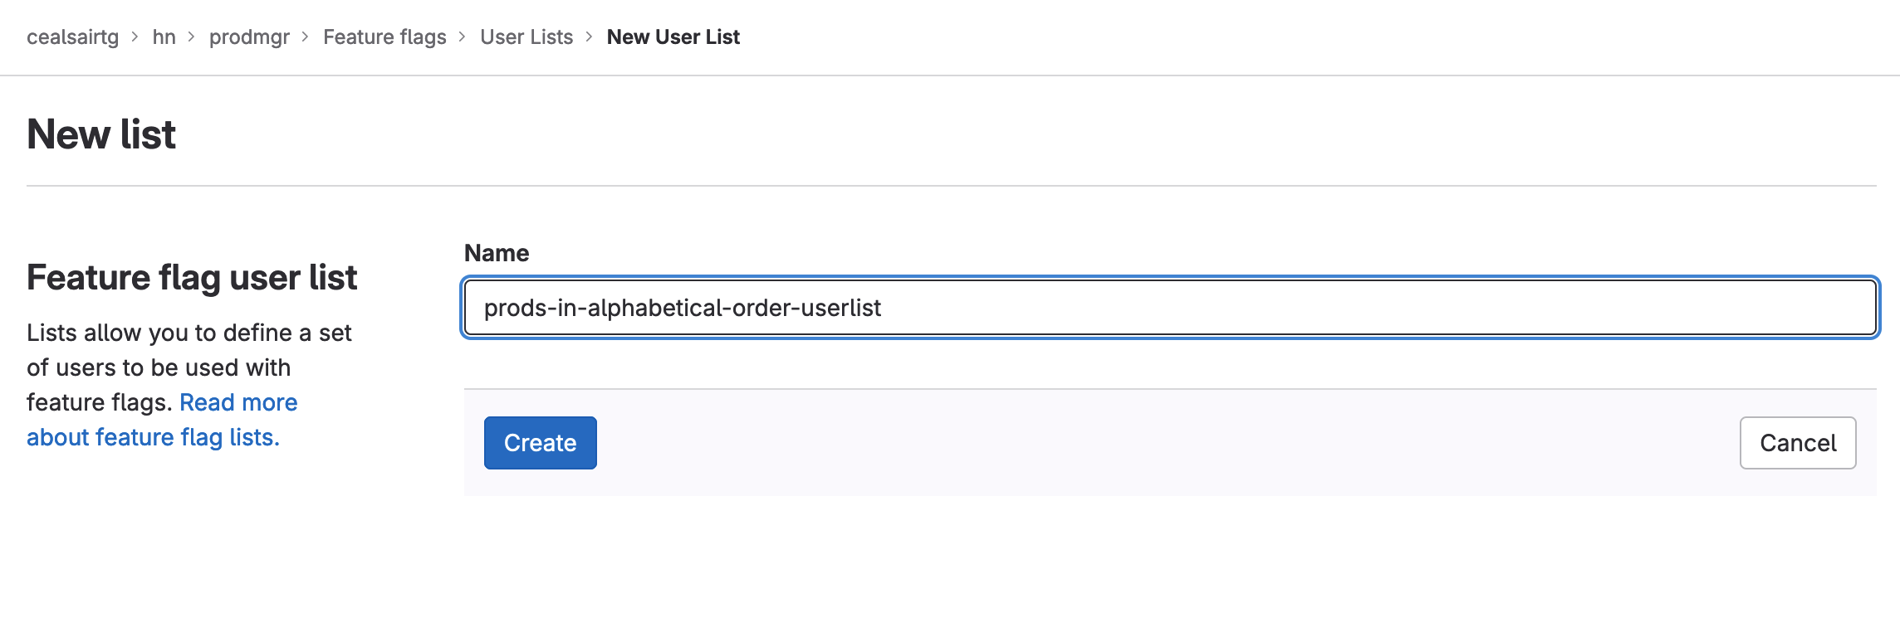 cealsairtg > hn > prodmgr > Feature flags > User Lists > New User List
New list
Feature flag user list
Lists allow you to define a set
of users to be used with
feature flags. Read more
about feature flag lists.
Name
prods-in-alphabetical-order-userlist
Create
Cancel